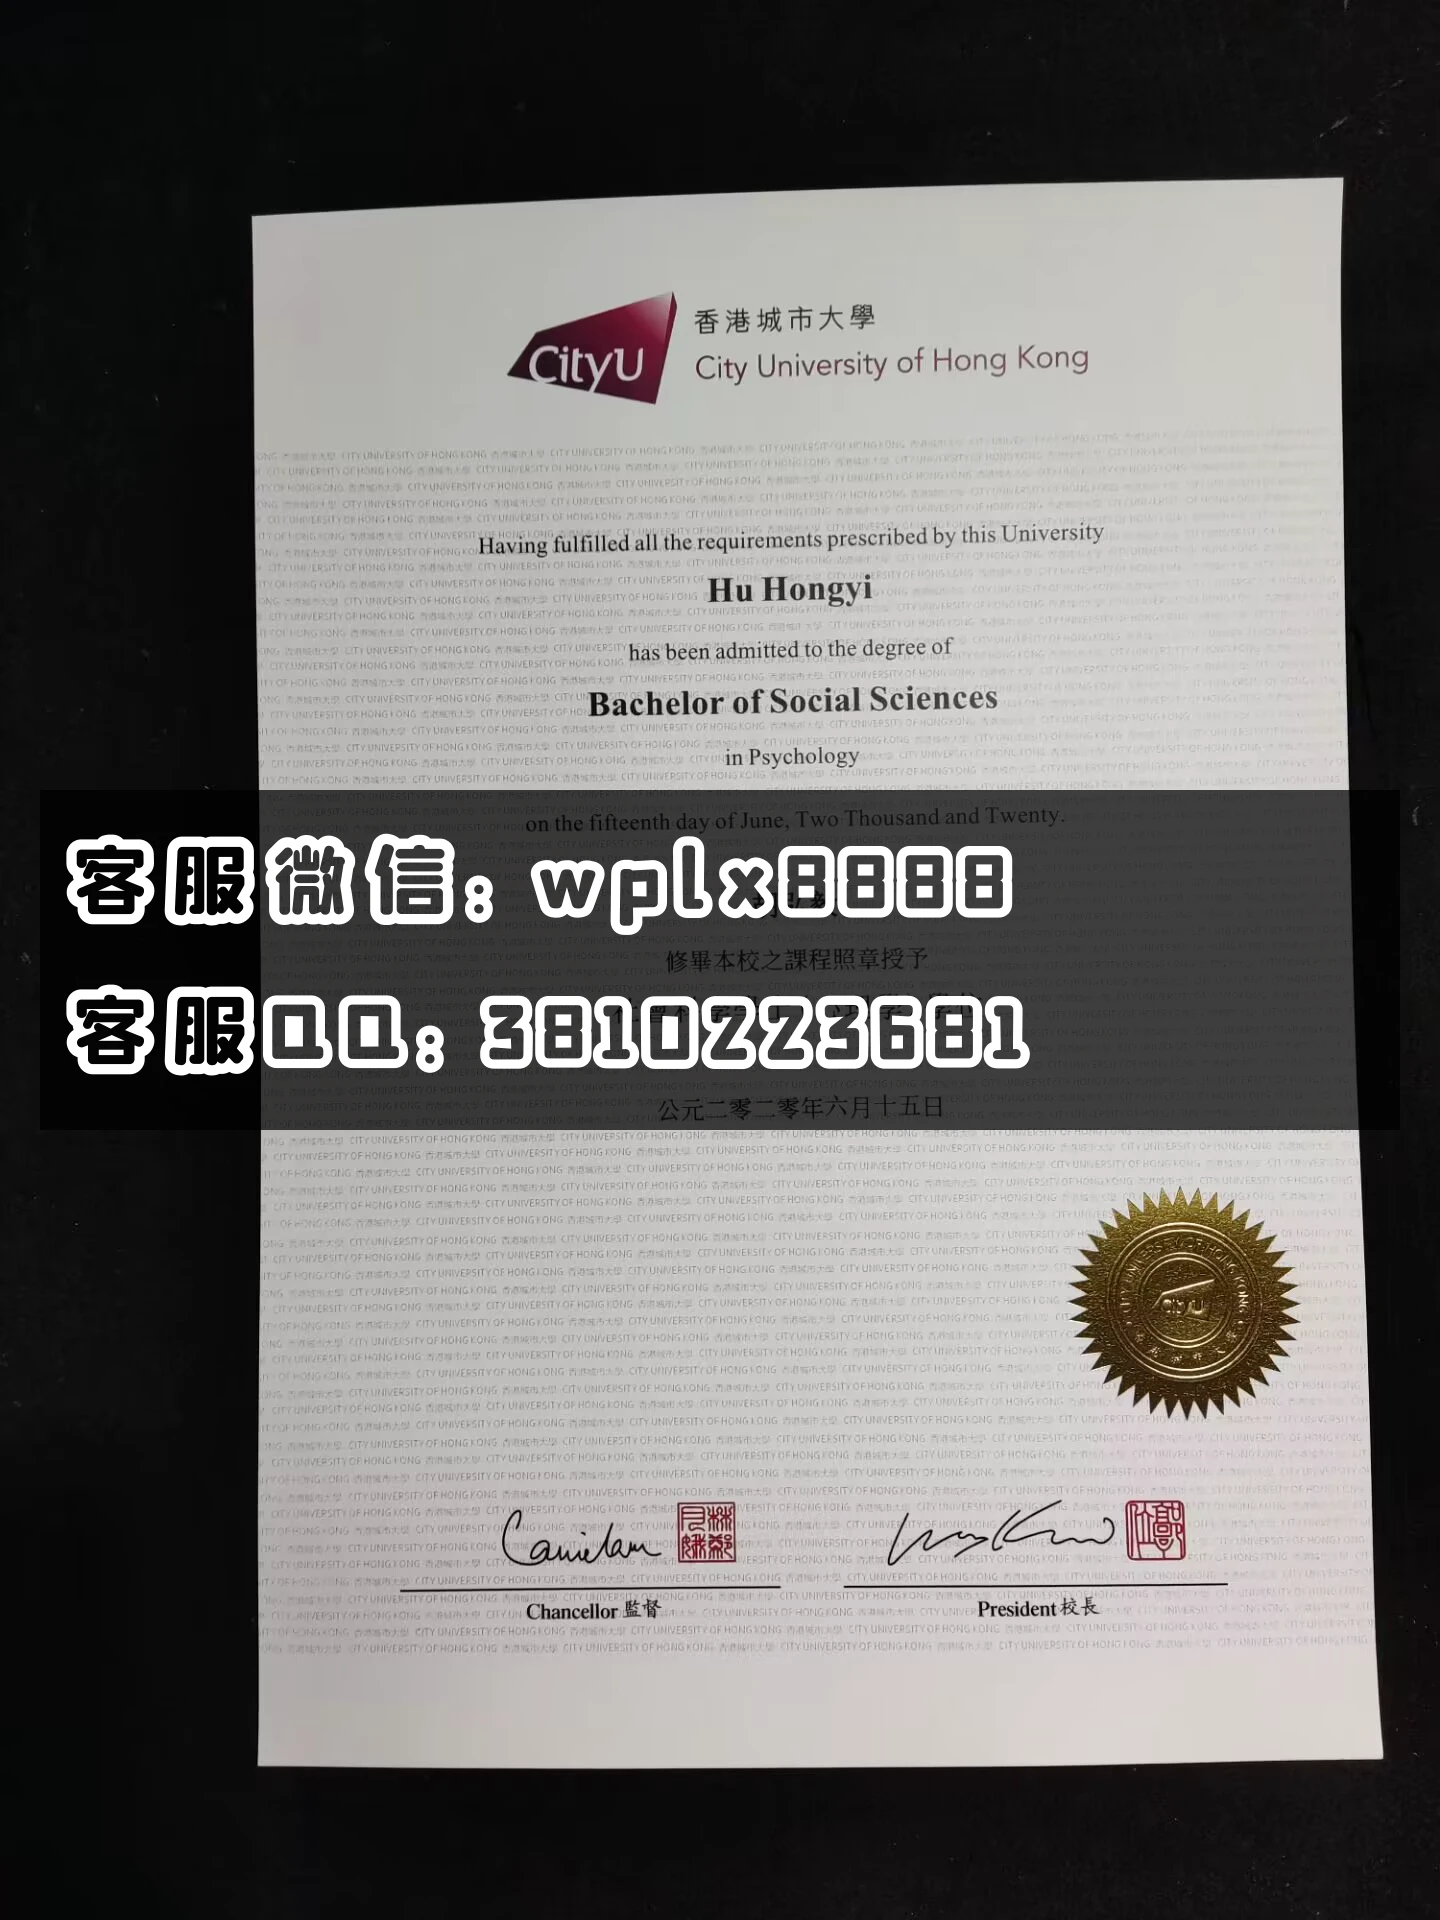 香港城市大學
CityU
City University of Hong Kong
Having fulfilled all the requirements prescribed by this University
Hu Hongyi
has been admitted to the degree of
Bachelor of Social Sciences
in Psychology
on the fifteenth day of June, Two Thousand and Twenty.
客服微信: wplx8888
修畢本校之課程照章授予
客服QQ: 3810223681
公元二零二零年六月十五日
CityU
Chancellor 監督
President 校長